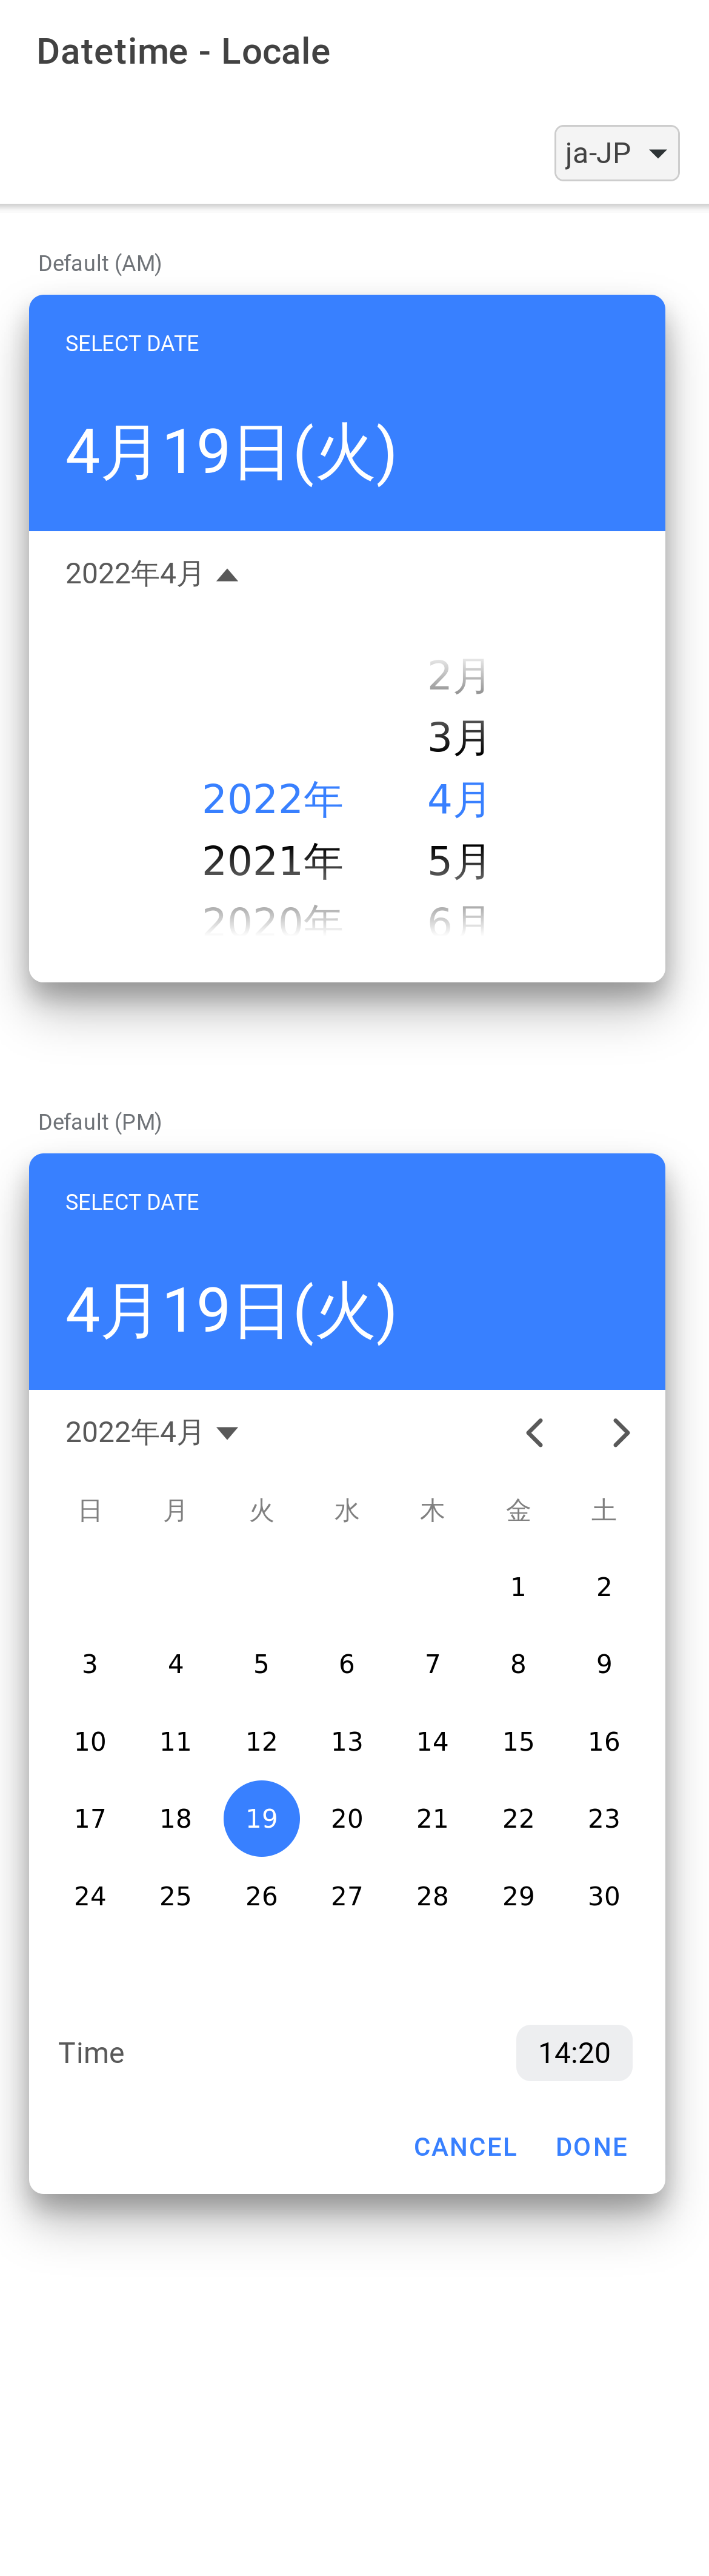 Datetime - Locale
ja-JP
Default (AM)
SELECT DATE
4月19日(火)
2022年4月
2月
3月
2022年 4月
2021年 5月
2020年 6月
Default (PM)
SELECT DATE
4月19日(火)
2022年4月
日 月 火 水 木 金 土
1 2
3 4 5 6 7 8 9
10 11 12 13 14 15 16
17 18 19 20 21 22 23
24 25 26 27 28 29 30
Time 14:20
CANCEL DONE